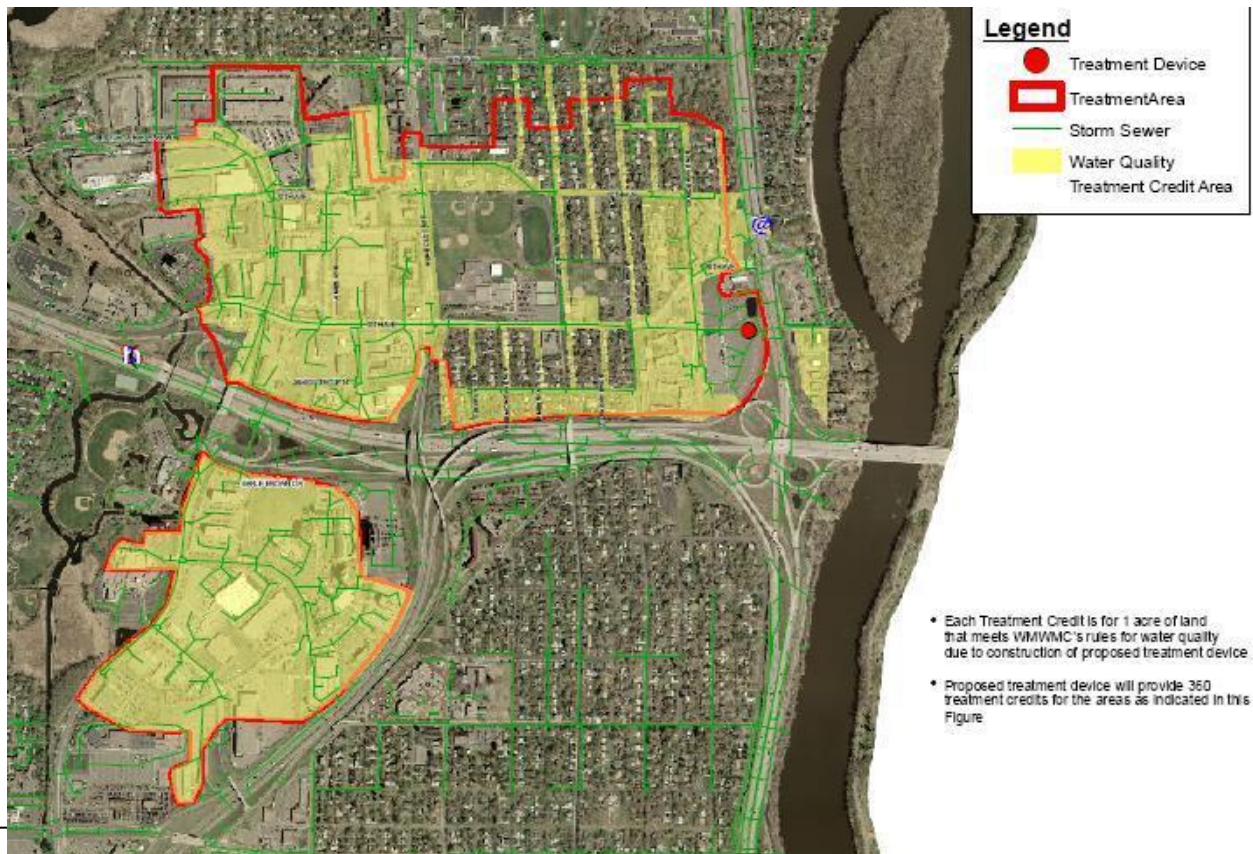 Legend
Treatment Device
TreatmentArea
Storm Sewer
Water Quality
Treatment Credit Area
• Each Treatment Credit is for 1 acre of land
that meets WMWMC's rules for water quality
due to construction of proposed treatment device
• Proposed treatment device will provide 360
treatment credits for the areas as indicated in this
Figure